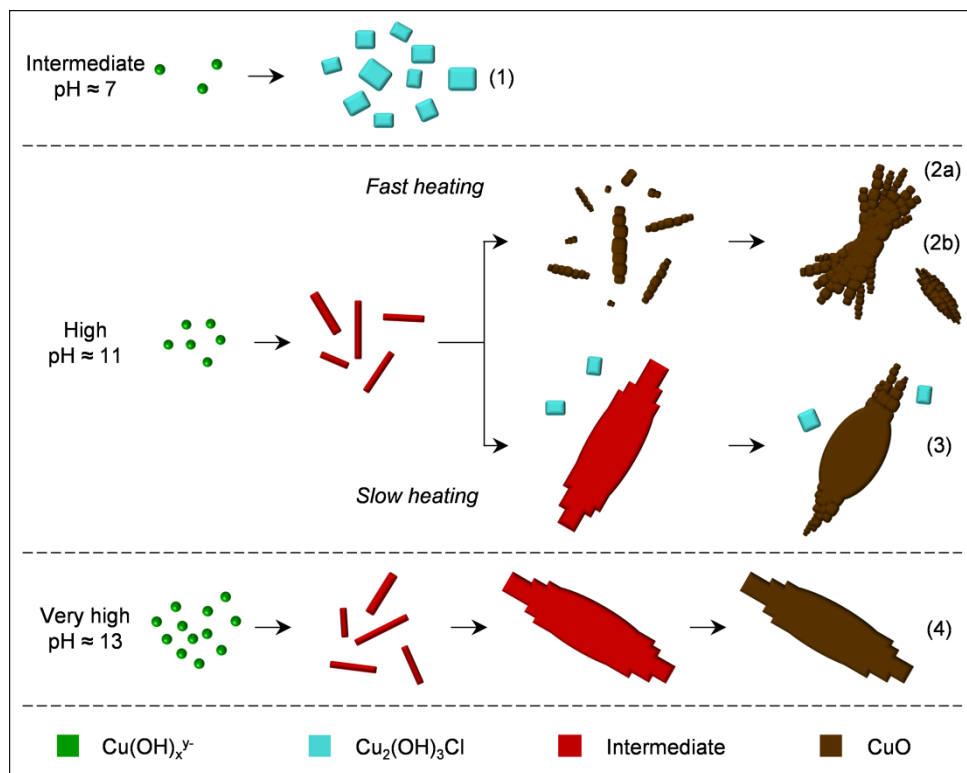 Intermediate
pH ≈ 7
(1)
Fast heating
(2a)
(2b)
High
pH ≈ 11
(3)
Slow heating
Very high
pH ≈ 13
(4)
Cu(OH)ₓʸ⁻
Cu₂(OH)₃Cl
Intermediate
CuO